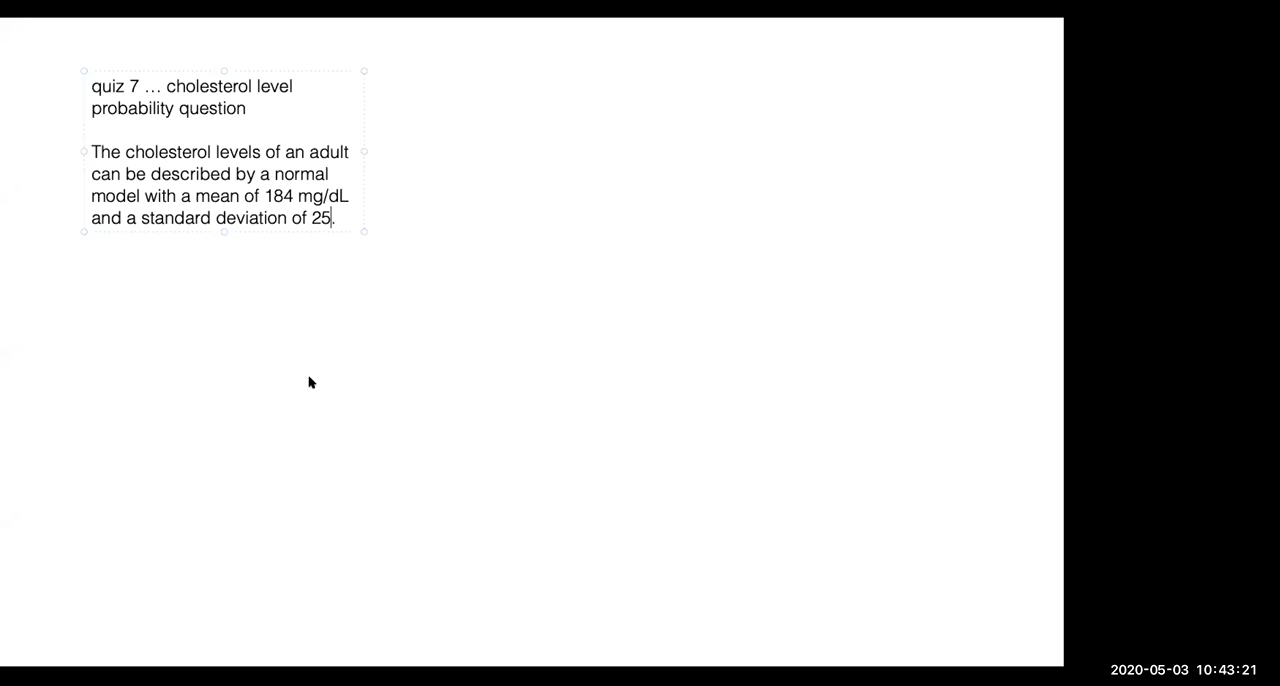 quiz 7 … cholesterol level
probability question
The cholesterol levels of an adult
can be described by a normal
model with a mean of 184 mg/dL
and a standard deviation of 25.
2020-05-03 10:43:21